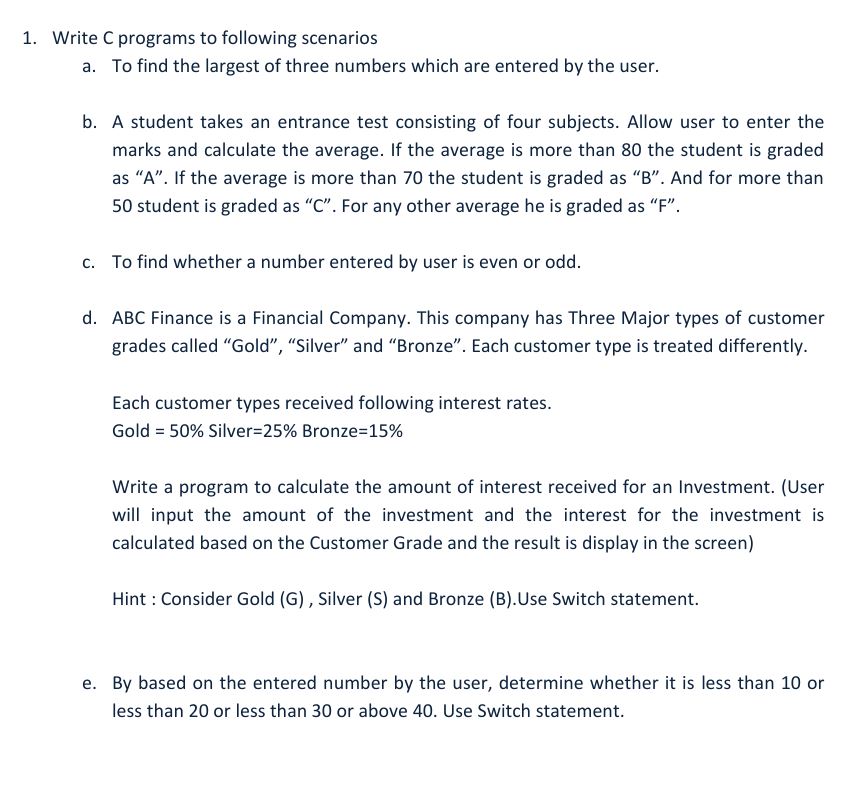 1. Write C programs to following scenarios
a. To find the largest of three numbers which are entered by the user.
b. A student takes an entrance test consisting of four subjects. Allow user to enter the
marks and calculate the average. If the average is more than 80 the student is graded
as “A”. If the average is more than 70 the student is graded as “B”. And for more than
50 student is graded as “C”. For any other average he is graded as “F”.
c. To find whether a number entered by user is even or odd.
d. ABC Finance is a Financial Company. This company has Three Major types of customer
grades called “Gold”, “Silver” and “Bronze”. Each customer type is treated differently.
Each customer types received following interest rates.
Gold = 50% Silver=25% Bronze=15%
Write a program to calculate the amount of interest received for an Investment. (User
will input the amount of the investment and the interest for the investment is
calculated based on the Customer Grade and the result is display in the screen)
Hint : Consider Gold (G) , Silver (S) and Bronze (B).Use Switch statement.
e. By based on the entered number by the user, determine whether it is less than 10 or
less than 20 or less than 30 or above 40. Use Switch statement.